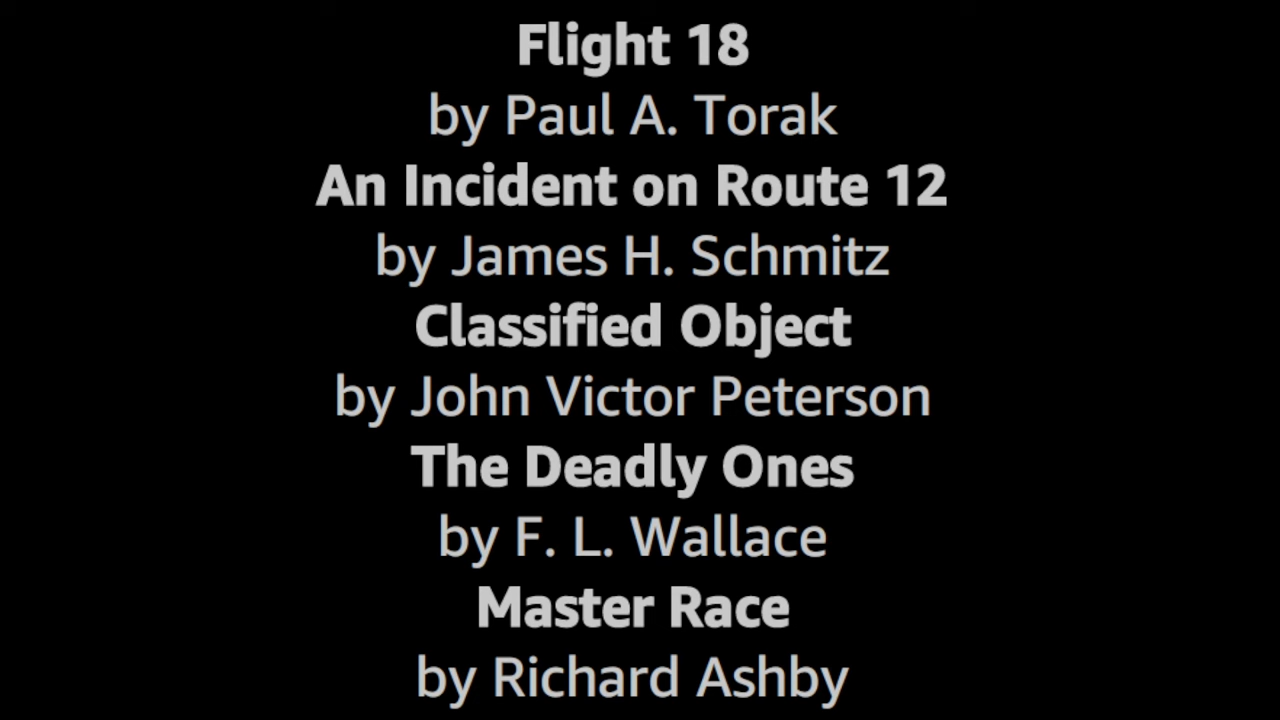 Flight 18
by Paul A. Torak
An Incident on Route 12
by James H. Schmitz
Classified Object
by John Victor Peterson
The Deadly Ones
by F. L. Wallace
Master Race
by Richard Ashby